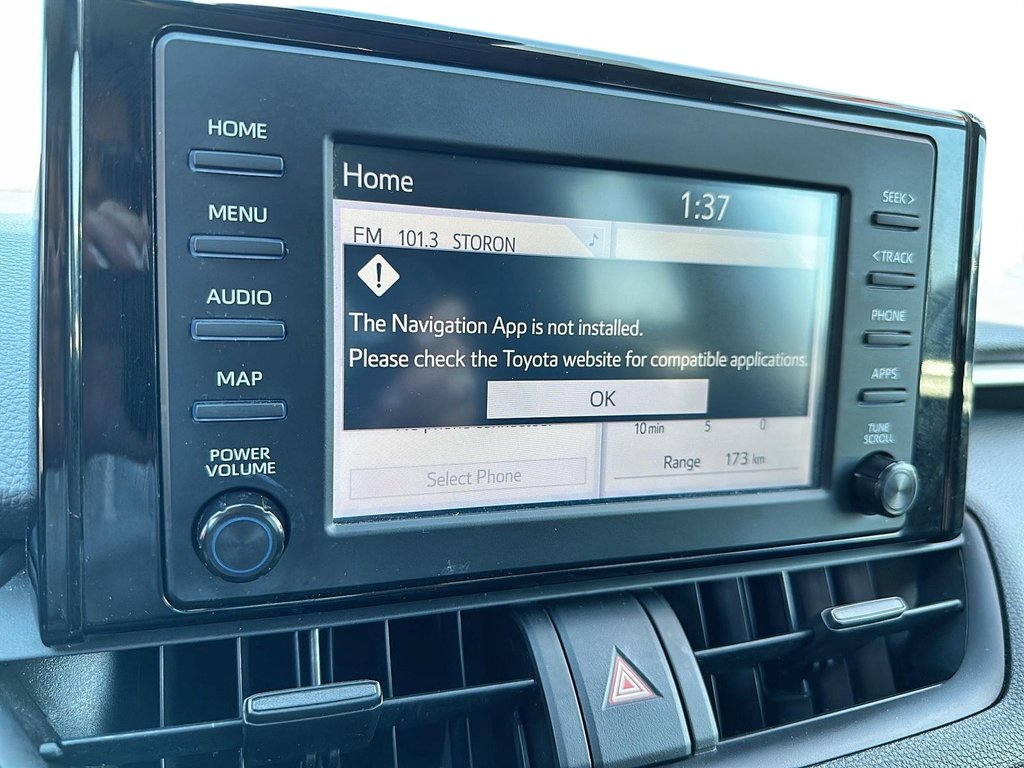 HOME
MENU
AUDIO
MAP
POWER
VOLUME
Home
1:37
FM 101.3 STORON
The Navigation App is not installed.
Please check the Toyota website for compatible applications.
OK
10 min 5 0
Range 173 km
Select Phone
SEEK>
<TRACK
PHONE
APPS
TUNE
SCROLL